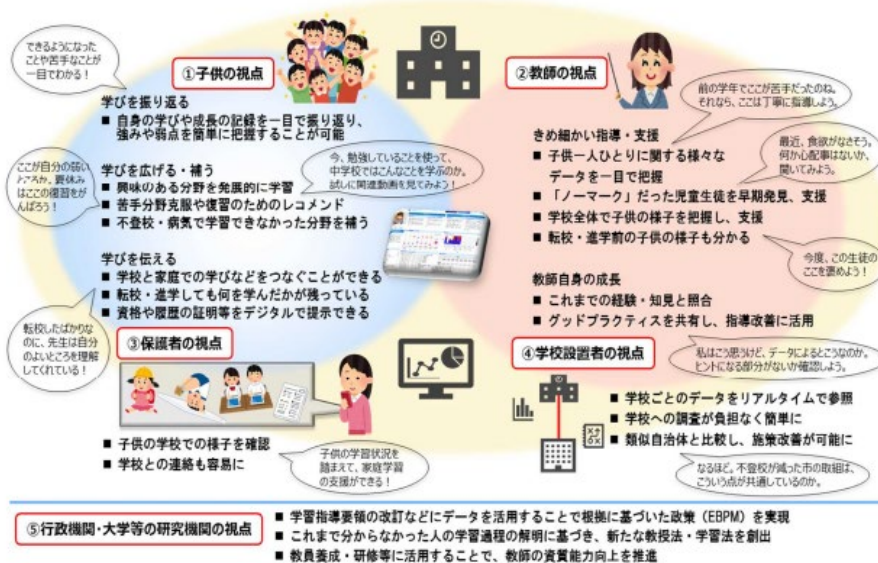 できるようになった
ことや苦手なことが
一目でわかる！
①子供の視点
学びを振り返る
■ 自身の学びや成長の記録を一目で振り返り、
強みや弱点を簡単に把握することが可能
学びを広げる・補う
■ 興味のある分野を発展的に学習
■ 苦手分野克服や復習のためのレコメンド
■ 不登校・病気で学習できなかった分野を補う
ここが自分の弱い
ところか。夏休み
はここの復習をが
んばろう！
今、勉強していることを使って、
中学校ではこんなことを学ぶのか。
試しに関連動画を見てみよう！
学びを伝える
■ 学校と家庭での学びなどをつなぐことができる
■ 転校・進学しても何を学んだかが残っている
■ 資格や履歴の証明等をデジタルで提示できる
転校したばかりな
のに、先生は自分
のよいところを理解
してくれている！
②教師の視点
前の学年でここが苦手だったのね。
それなら、ここは丁寧に指導しよう。
きめ細かい指導・支援
■ 子供一人ひとりに関する様々な
データを一目で把握
■ 「ノーマーク」だった児童生徒を早期発見、支援
■ 学校全体で子供の様子を把握し、支援
■ 転校・進学前の子供の様子も分かる
最近、食欲がなさそう。
何か心配事はないか、
聞いてみよう。
今度、この生徒の
ここを褒めよう！
教師自身の成長
■ これまでの経験・知見と照合
■ グッドプラクティスを共有し、指導改善に活用
私はこう思うけど、データによるとこうなのか。
ヒントになる部分がないか確認しよう。
③保護者の視点
■ 子供の学校での様子を確認
■ 学校との連絡も容易に
子供の学習状況を
踏まえて、家庭学習
の支援ができる！
④学校設置者の視点
■ 学校ごとのデータをリアルタイムで参照
■ 学校への調査が負担なく簡単に
■ 類似自治体と比較し、施策改善が可能に
なるほど。不登校が減った市の取組は、
こういう点が共通しているのか。
⑤行政機関・大学等の研究機関の視点
■ 学習指導要領の改訂などにデータを活用することで根拠に基づいた政策（EBPM）を実現
■ これまで分からなかった人の学習過程の解明に基づき、新たな教授法・学習法を創出
■ 教員養成・研修等に活用することで、教師の資質能力向上を推進